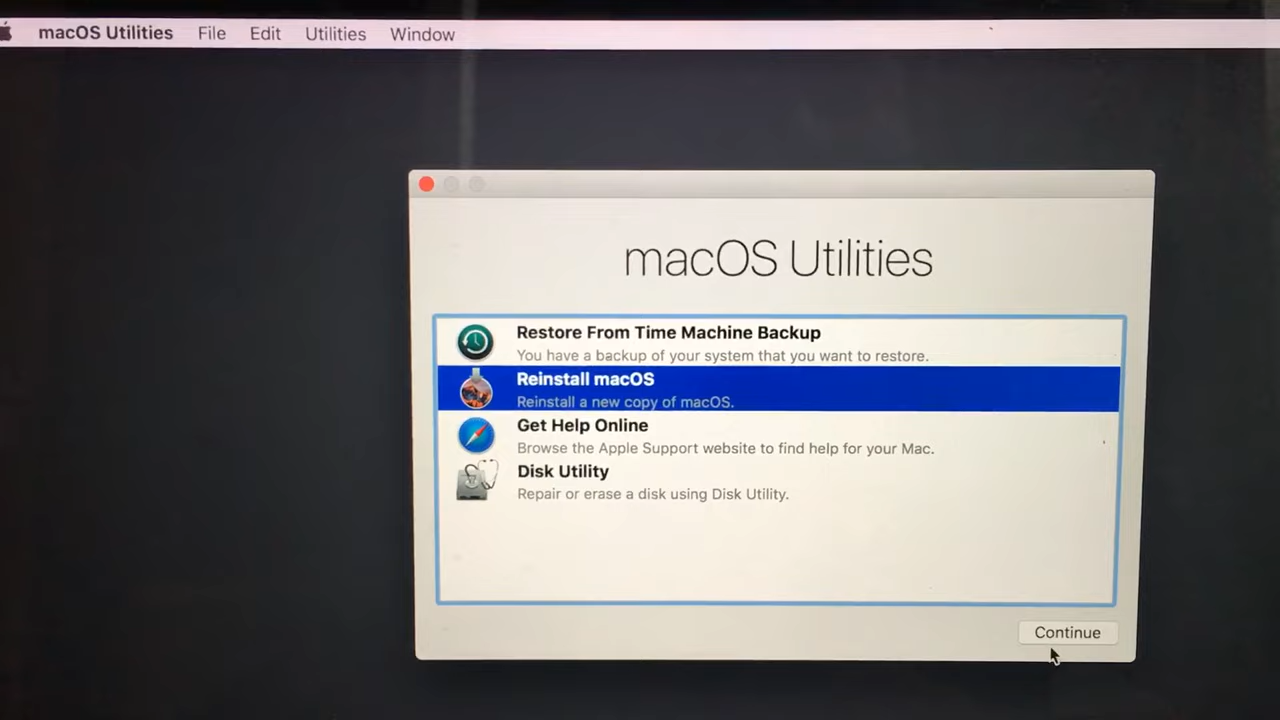 macOS Utilities File Edit Utilities Window
macOS Utilities
Restore From Time Machine Backup
You have a backup of your system that you want to restore.
Reinstall macOS
Reinstall a new copy of macOS.
Get Help Online
Browse the Apple Support website to find help for your Mac.
Disk Utility
Repair or erase a disk using Disk Utility.
Continue